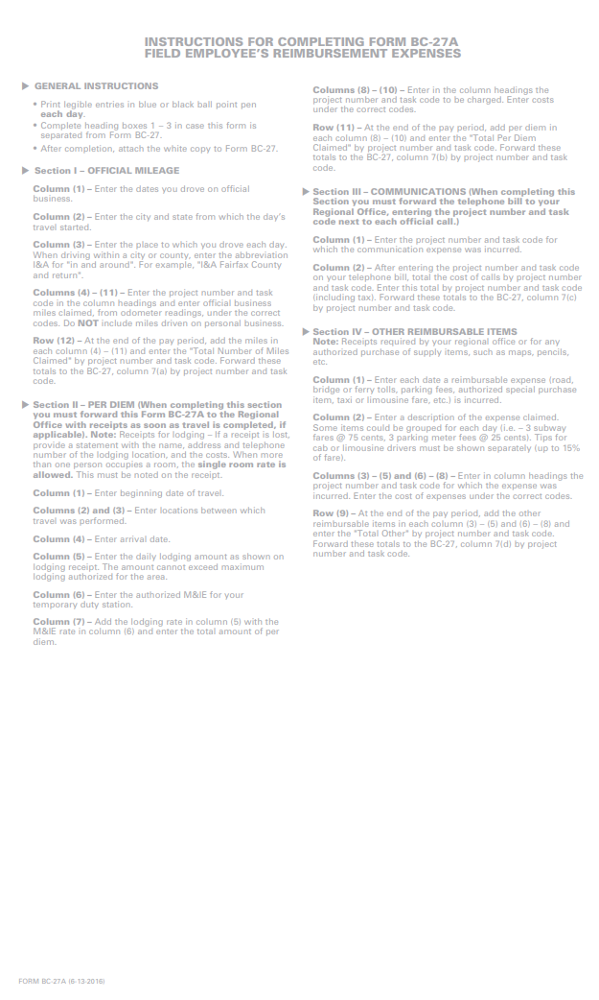 INSTRUCTIONS FOR COMPLETING FORM BC-27A
FIELD EMPLOYEE'S REIMBURSEMENT EXPENSES
▶ GENERAL INSTRUCTIONS
• Print legible entries in blue or black ball point pen
each day.
• Complete heading boxes 1 – 3 in case this form is
separated from Form BC-27.
• After completion, attach the white copy to Form BC-27.
▶ Section I – OFFICIAL MILEAGE
Column (1) – Enter the dates you drove on official
business.
Column (2) – Enter the city and state from which the day's
travel started.
Column (3) – Enter the place to which you drove each day.
When driving within a city or county, enter the abbreviation
I&A for "in and around". For example, "I&A Fairfax County
and return".
Columns (4) – (11) – Enter the project number and task
code in the column headings and enter official business
miles claimed, from odometer readings, under the correct
codes. Do NOT include miles driven on personal business.
Row (12) – At the end of the pay period, add the miles in
each column (4) – (11) and enter the "Total Number of Miles
Claimed" by project number and task code. Forward these
totals to the BC-27, column 7(a) by project number and task
code.
▶ Section II – PER DIEM (When completing this section
you must forward this Form BC-27A to the Regional
Office with receipts as soon as travel is completed, if
applicable). Note: Receipts for lodging – If a receipt is lost,
provide a statement with the name, address and telephone
number of the lodging location, and the costs. When more
than one person occupies a room, the single room rate is
allowed. This must be noted on the receipt.
Column (1) – Enter beginning date of travel.
Columns (2) and (3) – Enter locations between which
travel was performed.
Column (4) – Enter arrival date.
Column (5) – Enter the daily lodging amount as shown on
lodging receipt. The amount cannot exceed maximum
lodging authorized for the area.
Column (6) – Enter the authorized M&IE for your
temporary duty station.
Column (7) – Add the lodging rate in column (5) with the
M&IE rate in column (6) and enter the total amount of per
diem.
Columns (8) – (10) – Enter in the column headings the
project number and task code to be charged. Enter costs
under the correct codes.
Row (11) – At the end of the pay period, add per diem in
each column (8) – (10) and enter the "Total Per Diem
Claimed" by project number and task code. Forward these
totals to the BC-27, column 7(b) by project number and task
code.
▶ Section III – COMMUNICATIONS (When completing this
Section you must forward the telephone bill to your
Regional Office, entering the project number and task
code next to each official call.)
Column (1) – Enter the project number and task code for
which the communication expense was incurred.
Column (2) – After entering the project number and task code
on your telephone bill, total the cost of calls by project number
and task code. Enter this total by project number and task code
(including tax). Forward these totals to the BC-27, column 7(c)
by project number and task code.
▶ Section IV – OTHER REIMBURSABLE ITEMS
Note: Receipts required by your regional office or for any
authorized purchase of supply items, such as maps, pencils,
etc.
Column (1) – Enter each date a reimbursable expense (road,
bridge or ferry tolls, parking fees, authorized special purchase
item, taxi or limousine fare, etc.) is incurred.
Column (2) – Enter a description of the expense claimed.
Some items could be grouped for each day (i.e. – 3 subway
fares @ 75 cents, 3 parking meter fees @ 25 cents). Tips for
cab or limousine drivers must be shown separately (up to 15%
of fare).
Columns (3) – (5) and (6) – (8) – Enter in column headings the
project number and task code for which the expense was
incurred. Enter the cost of expenses under the correct codes.
Row (9) – At the end of the pay period, add the other
reimbursable items in each column (3) – (5) and (6) – (8) and
enter the "Total Other" by project number and task code.
Forward these totals to the BC-27, column 7(d) by project
number and task code.
FORM BC-27A (6-13-2016)